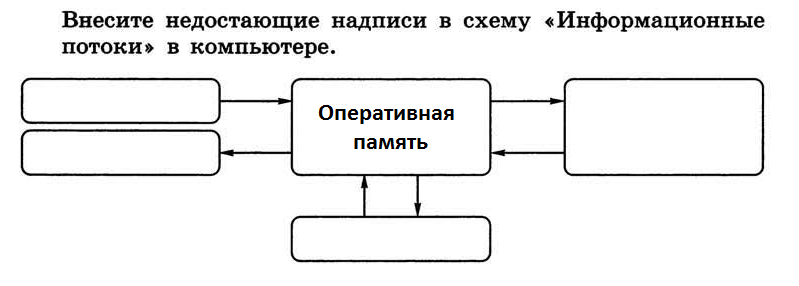 Внесите недостающие надписи в схему «Информационные
потоки» в компьютере.
Оперативная
память